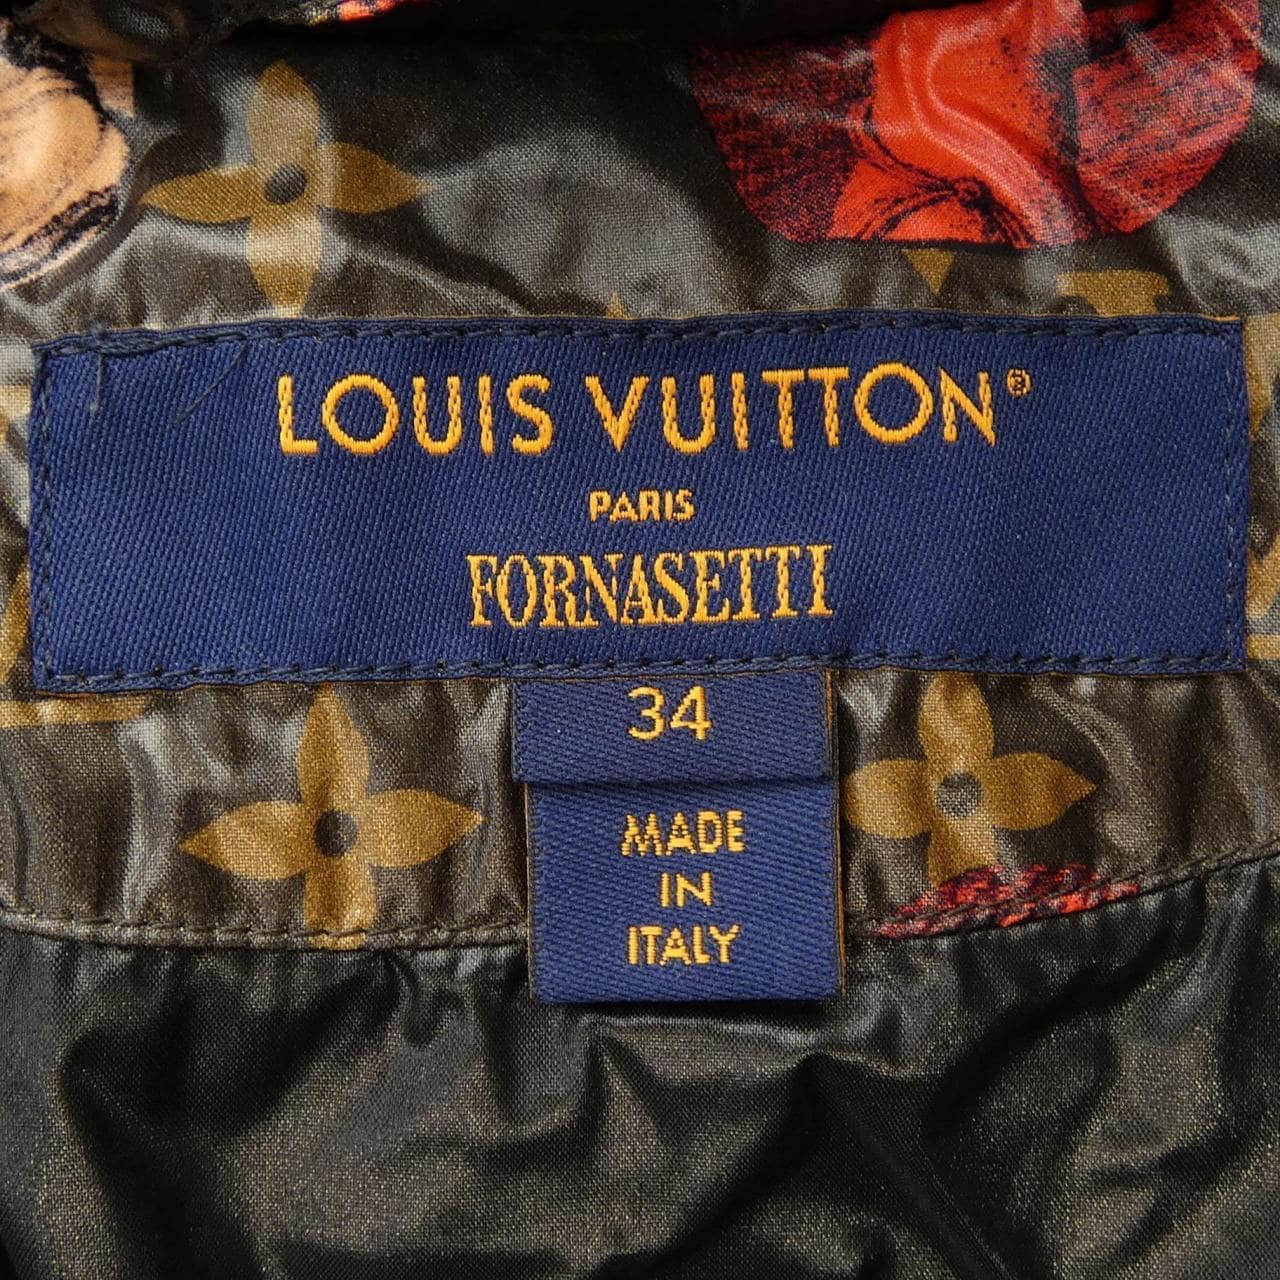 LOUIS VUITTON®
PARIS
FORNASETTI
34
MADE
IN
ITALY